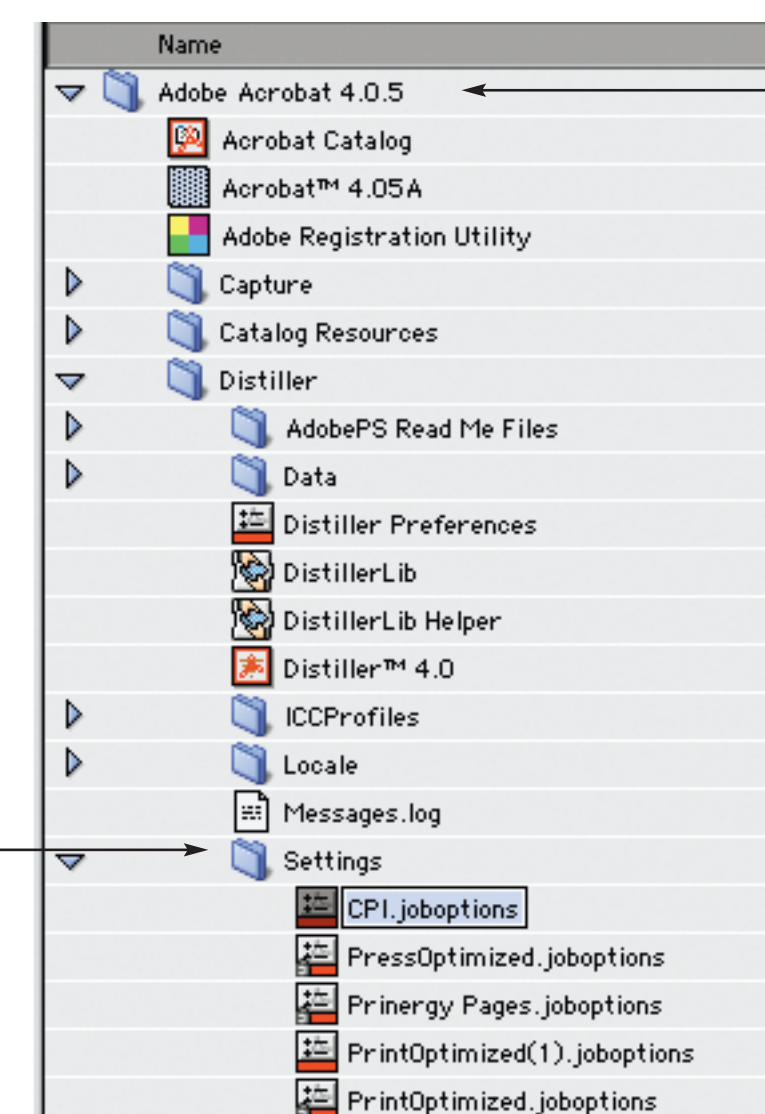 Name
Adobe Acrobat 4.0.5
Acrobat Catalog
Acrobat™ 4.05A
Adobe Registration Utility
Capture
Catalog Resources
Distiller
AdobePS Read Me Files
Data
Distiller Preferences
DistillerLib
DistillerLib Helper
Distiller™ 4.0
ICCProfiles
Locale
Messages.log
Settings
CPI.joboptions
PressOptimized.joboptions
Prinergy Pages.joboptions
PrintOptimized(1).joboptions
PrintOptimized.joboptions